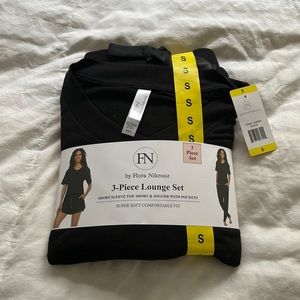 S
S
S
S
S
S
FN
by Flora Nikrooz
3
Piece
Set
3-Piece Lounge Set
SHORT SLEEVE TOP, SHORT & JOGGER WITH POCKETS
SUPER SOFT COMFORTABLE FIT
S